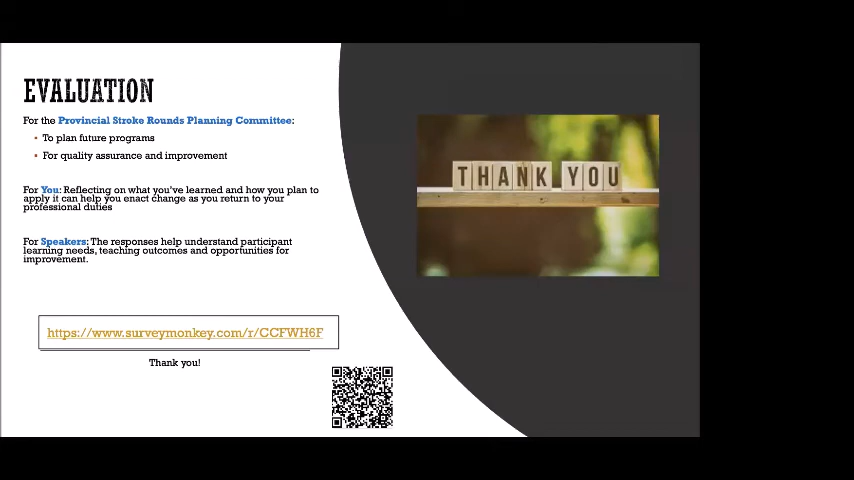 EVALUATION
For the Provincial Stroke Rounds Planning Committee:
▪ To plan future programs
▪ For quality assurance and improvement
For You: Reflecting on what you've learned and how you plan to
apply it can help you enact change as you return to your
professional duties
For Speakers: The responses help understand participant
learning needs, teaching outcomes and opportunities for
improvement.
https://www.surveymonkey.com/r/CCFWH6F
Thank you!
THANK YOU